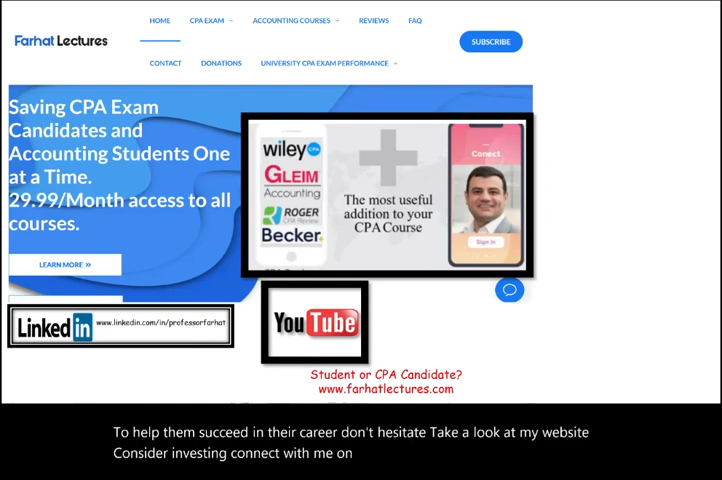 HOME CPA EXAM ACCOUNTING COURSES REVIEWS FAQ
Farhat Lectures
SUBSCRIBE
CONTACT DONATIONS UNIVERSITY CPA EXAM PERFORMANCE
Saving CPA Exam
Candidates and
Accounting Students One
at a Time.
29.99/Month access to all
courses.
LEARN MORE »
wiley CPA
GLEIM
Accounting
ROGER
CPA Review
Becker.
The most useful
addition to your
CPA Course
Conect
Sign in
Linked in www.linkedin.com/in/professorfarhat
YouTube
Student or CPA Candidate?
www.farhatlectures.com
To help them succeed in their career don't hesitate Take a look at my website
Consider investing connect with me on